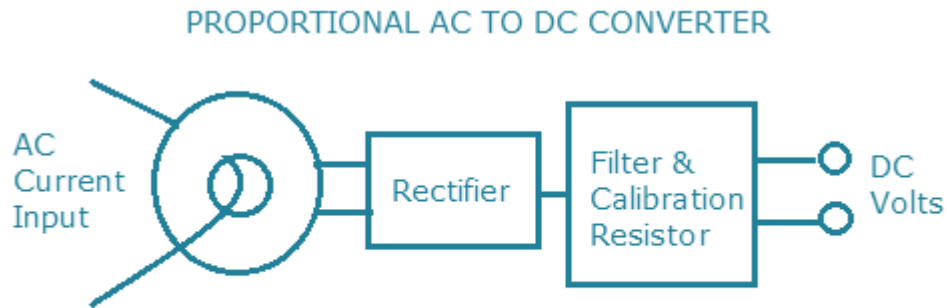 PROPORTIONAL AC TO DC CONVERTER
AC
Current
Input
Rectifier
Filter &
Calibration
Resistor
DC
Volts